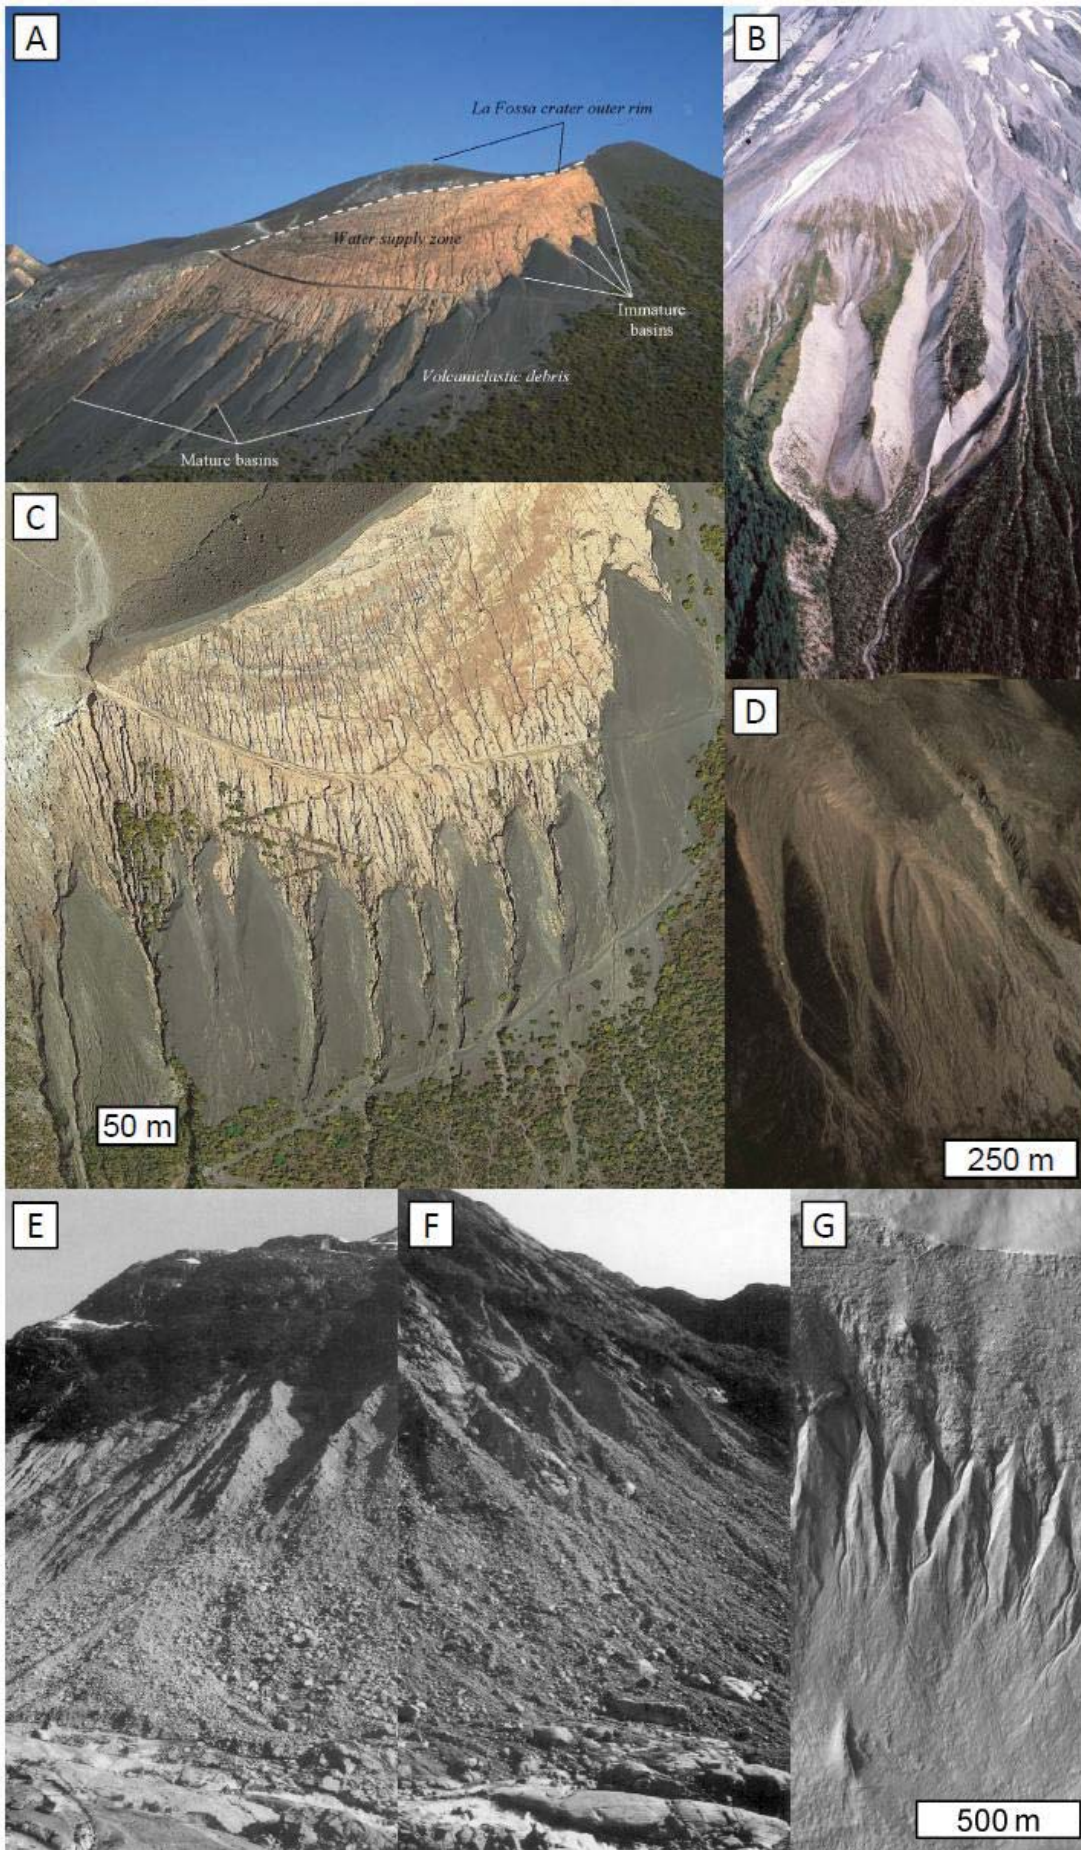 A
La Fossa crater outer rim
Water supply zone
Immature
basins
Volcaniclastic debris
Mature basins
B
C
50 m
D
250 m
E
F
G
500 m